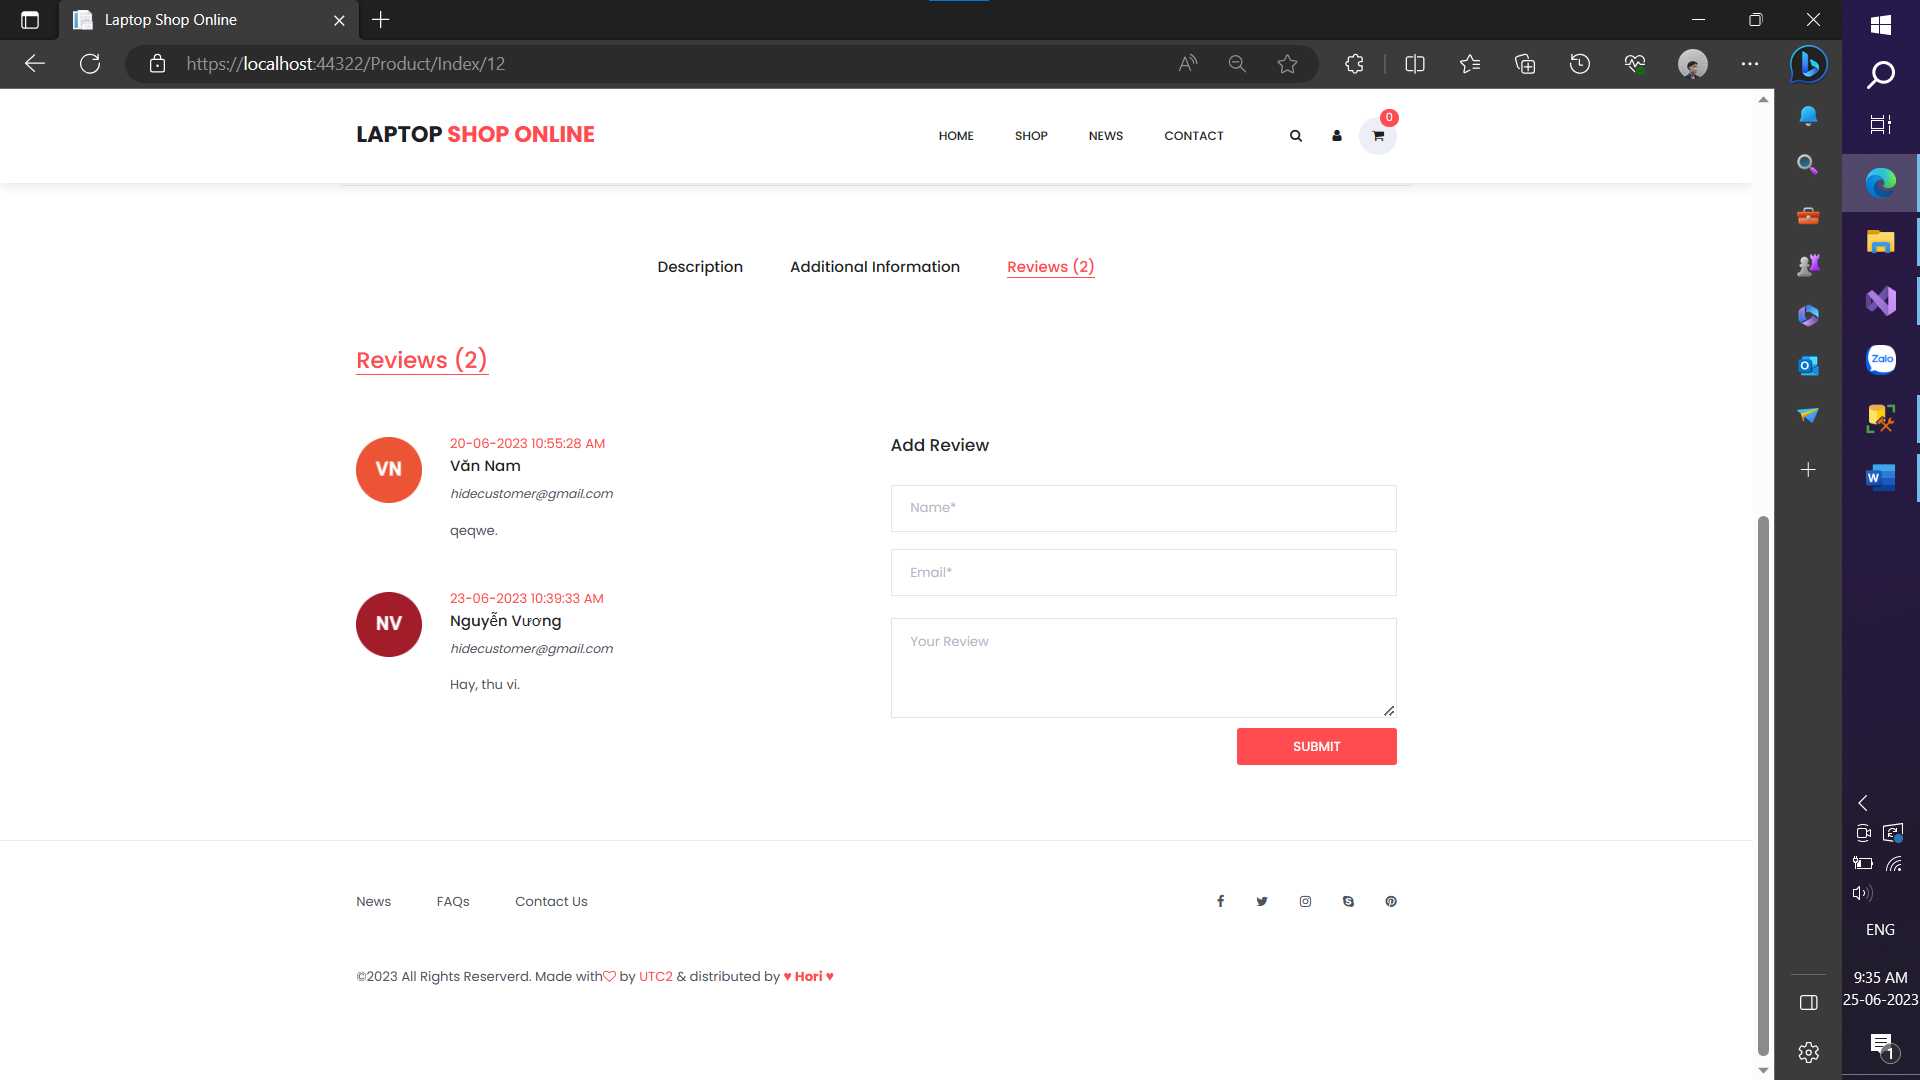 Laptop Shop Online
https://localhost:44322/Product/Index/12
LAPTOP SHOP ONLINE
HOME SHOP NEWS CONTACT 0
Description Additional Information Reviews (2)
Reviews (2)
VN
20-06-2023 10:55:28 AM
Văn Nam
hidecustomer@gmail.com
qeqwe.
NV
23-06-2023 10:39:33 AM
Nguyễn Vương
hidecustomer@gmail.com
Hay, thu vi.
Add Review
Name*
Email*
Your Review
SUBMIT
News FAQs Contact Us
©2023 All Rights Reserverd. Made with♡ by UTC2 & distributed by ♥ Hori ♥
Zalo
W
ENG
9:35 AM
25-06-2023
1